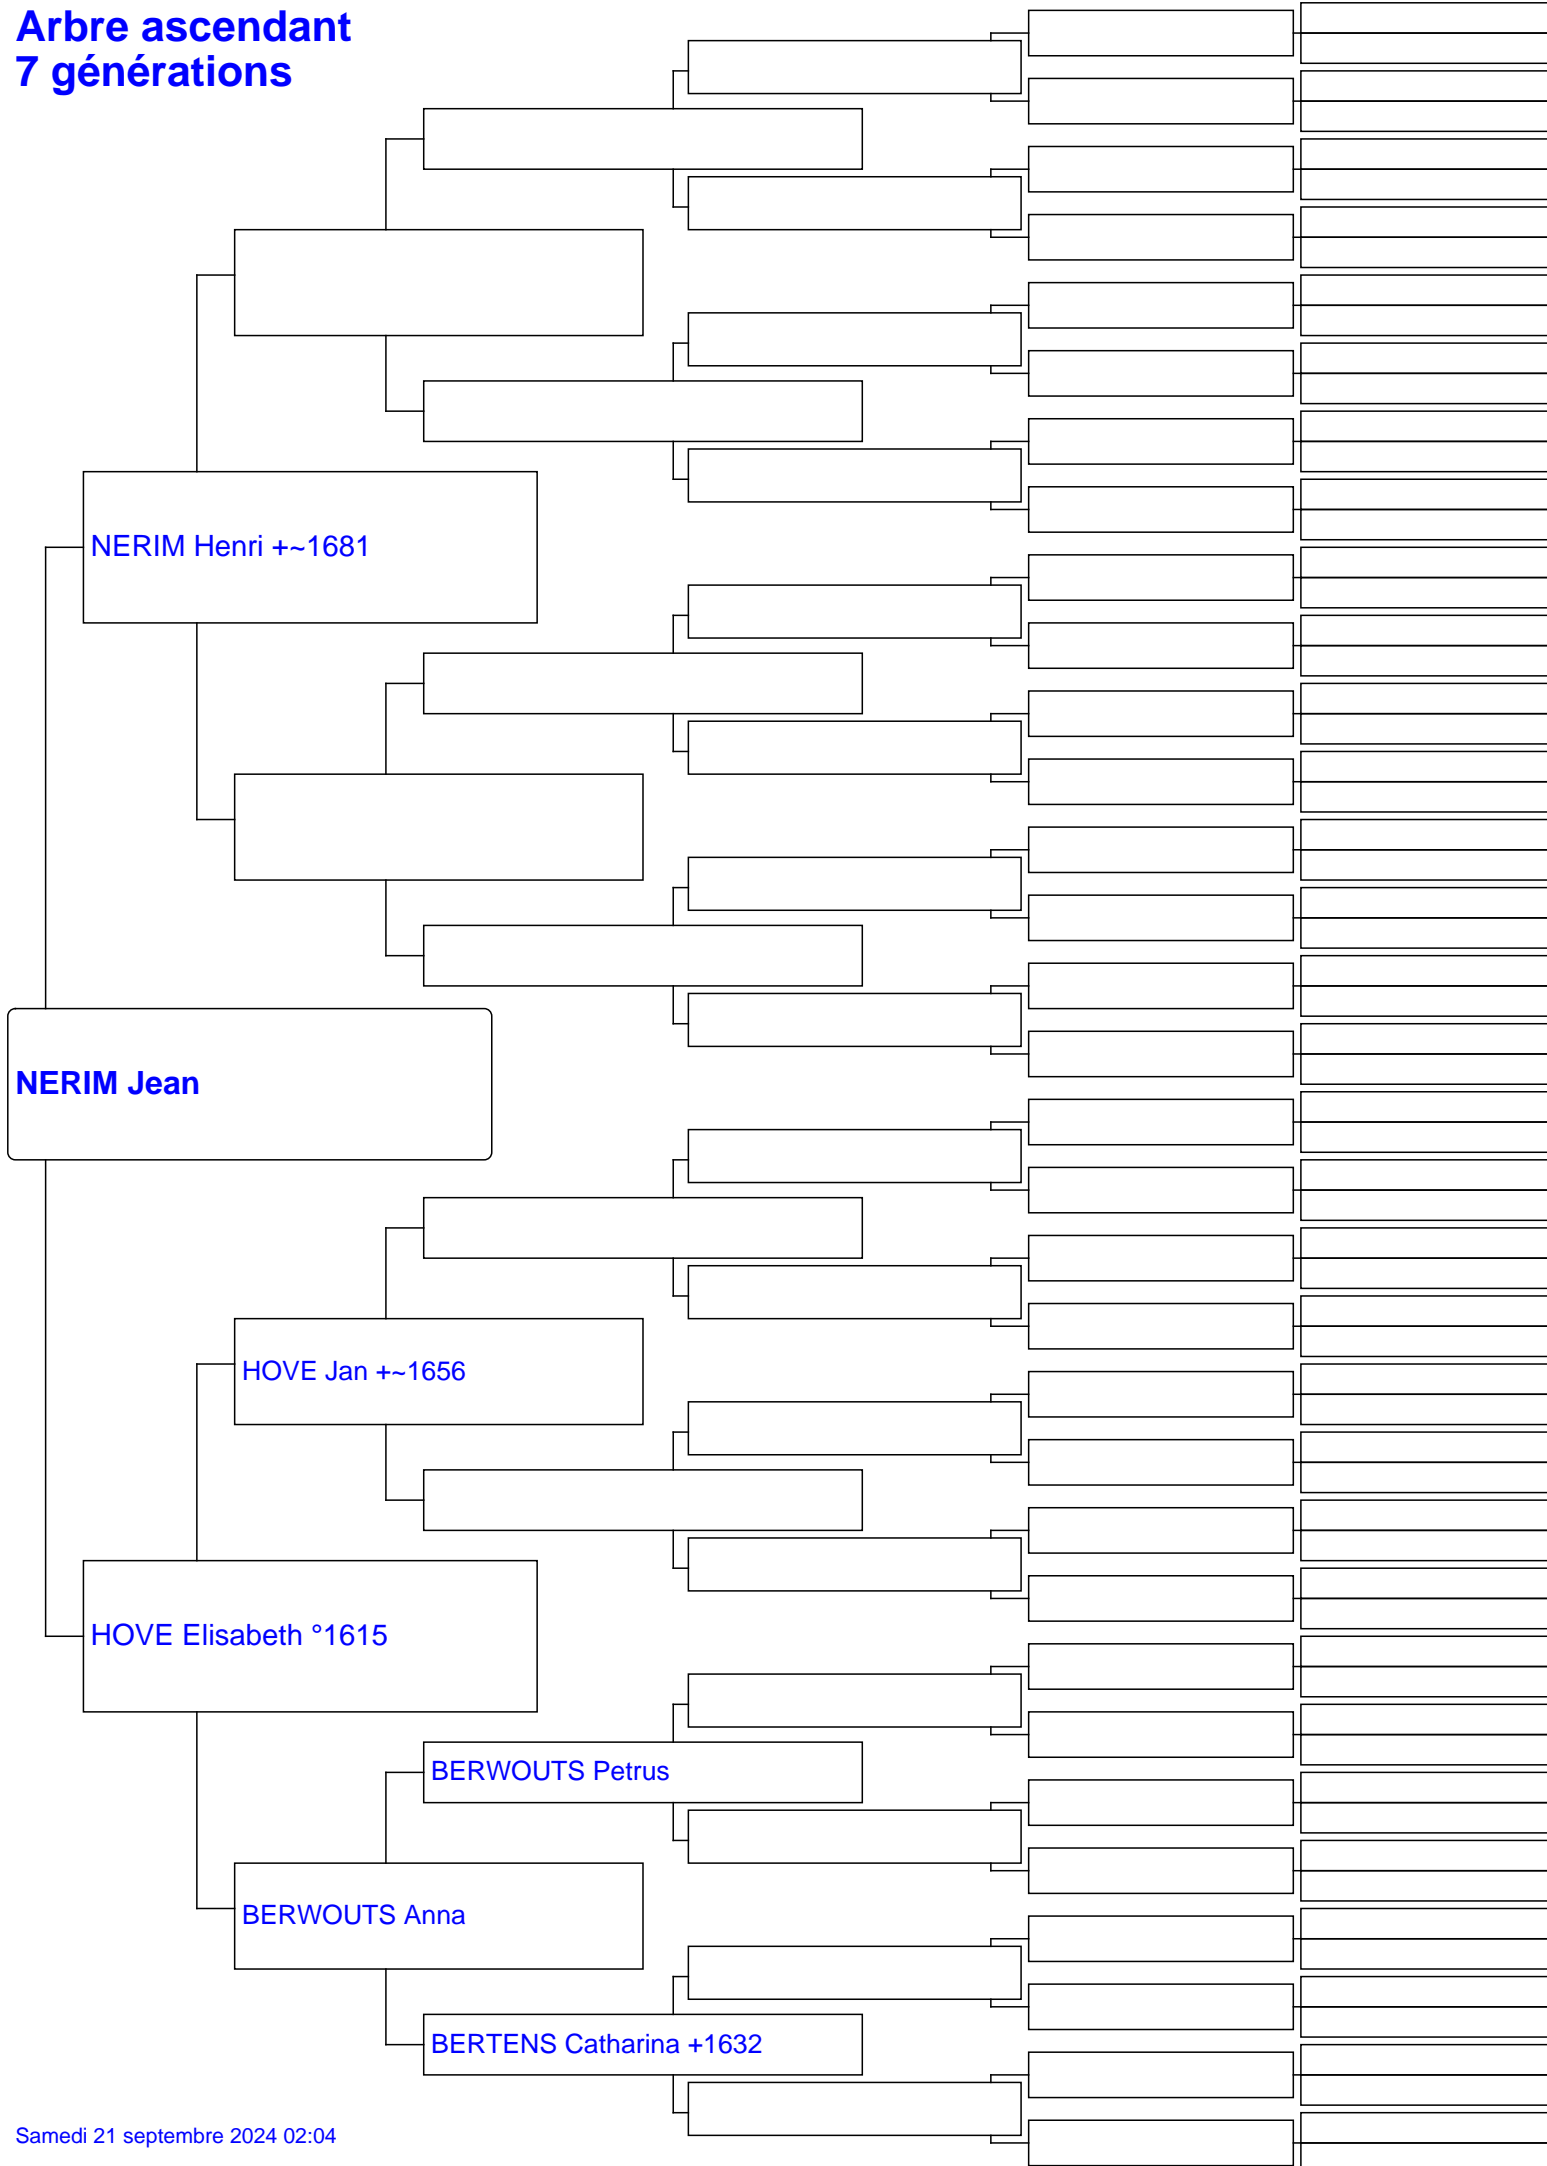 Arbre ascendant
7 générations
NERIM Henri +~1681
NERIM Jean
HOVE Jan +~1656
HOVE Elisabeth °1615
BERWOUTS Petrus
BERWOUTS Anna
BERTENS Catharina +1632
Samedi 21 septembre 2024 02:04